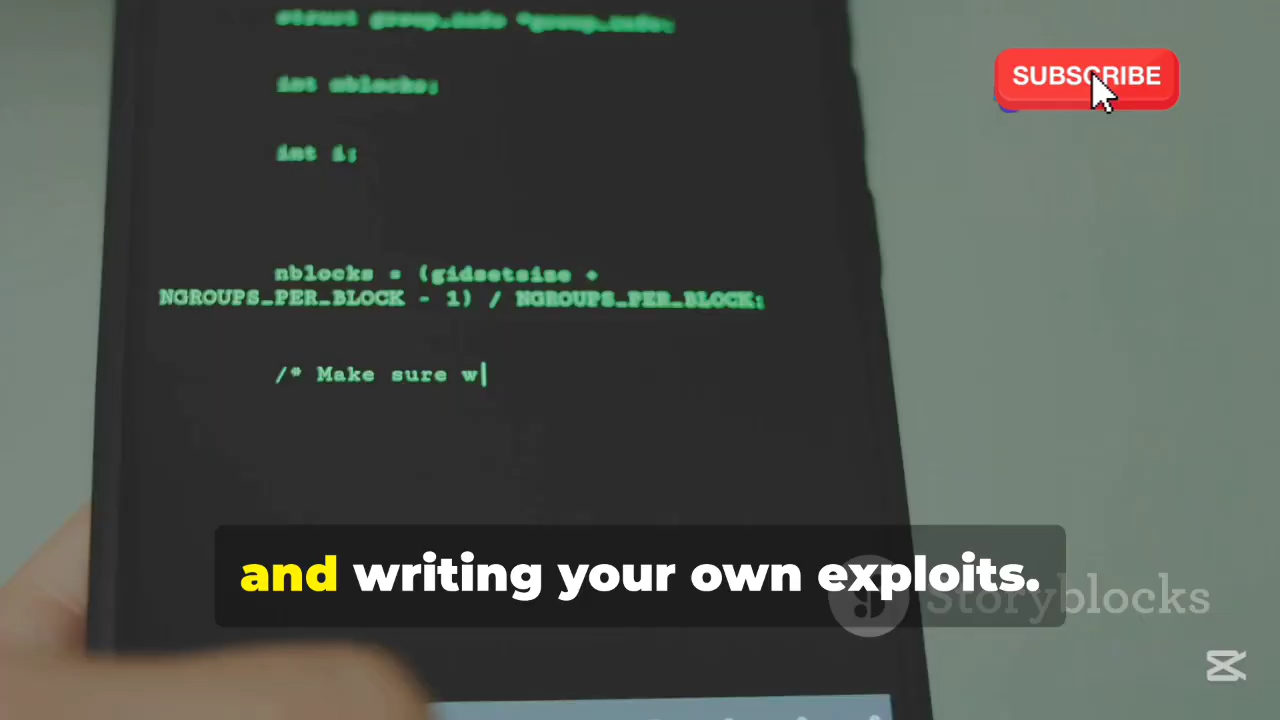 struct group_info *group_info;
SUBSCRIBE
int nblocks;
int i;
nblocks = (gidsetsize +
NGROUPS_PER_BLOCK - 1) / NGROUPS_PER_BLOCK;
/* Make sure w
and writing your own exploits.
Storyblocks